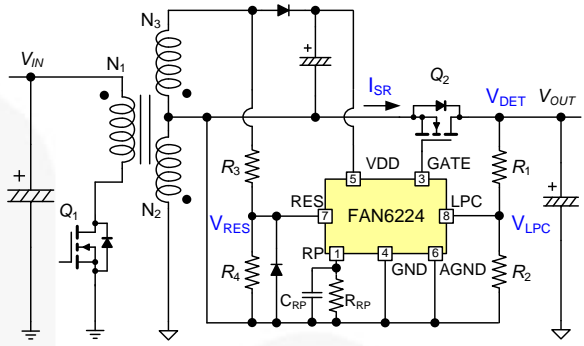 N3
VIN
N1
ISR
Q2
VDET
VOUT
R3
VDD
GATE
R1
5
3
RES
LPC
7
FAN6224
8
Q1
N2
VRES
VLPC
RP
1
4
6
R4
GND
AGND
R2
CRP
RRP